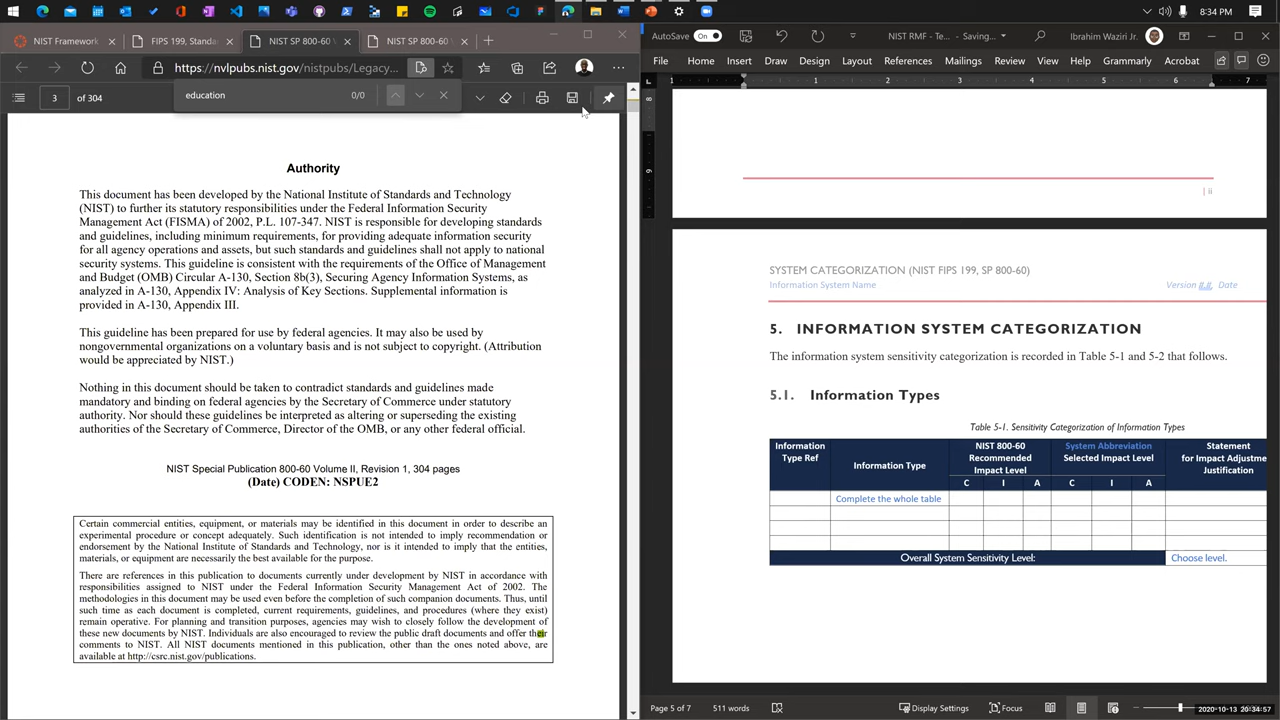 8:34 PM
NIST Framework
FIPS 199, Standa
NIST SP 800-60 V
NIST SP 800-60 V
https://nvlpubs.nist.gov/nistpubs/Legacy...
3 of 304
education 0/0
Authority
This document has been developed by the National Institute of Standards and Technology
(NIST) to further its statutory responsibilities under the Federal Information Security
Management Act (FISMA) of 2002, P.L. 107-347. NIST is responsible for developing standards
and guidelines, including minimum requirements, for providing adequate information security
for all agency operations and assets, but such standards and guidelines shall not apply to national
security systems. This guideline is consistent with the requirements of the Office of Management
and Budget (OMB) Circular A-130, Section 8b(3), Securing Agency Information Systems, as
analyzed in A-130, Appendix IV: Analysis of Key Sections. Supplemental information is
provided in A-130, Appendix III.
This guideline has been prepared for use by federal agencies. It may also be used by
nongovernmental organizations on a voluntary basis and is not subject to copyright. (Attribution
would be appreciated by NIST.)
Nothing in this document should be taken to contradict standards and guidelines made
mandatory and binding on federal agencies by the Secretary of Commerce under statutory
authority. Nor should these guidelines be interpreted as altering or superseding the existing
authorities of the Secretary of Commerce, Director of the OMB, or any other federal official.
NIST Special Publication 800-60 Volume II, Revision 1, 304 pages
(Date) CODEN: NSPUE2
Certain commercial entities, equipment, or materials may be identified in this document in order to describe an
experimental procedure or concept adequately. Such identification is not intended to imply recommendation or
endorsement by the National Institute of Standards and Technology, nor is it intended to imply that the entities,
materials, or equipment are necessarily the best available for the purpose.
There are references in this publication to documents currently under development by NIST in accordance with
responsibilities assigned to NIST under the Federal Information Security Management Act of 2002. The
methodologies in this document may be used even before the completion of such companion documents. Thus, until
such time as each document is completed, current requirements, guidelines, and procedures (where they exist)
remain operative. For planning and transition purposes, agencies may wish to closely follow the development of
these new documents by NIST. Individuals are also encouraged to review the public draft documents and offer their
comments to NIST. All NIST documents mentioned in this publication, other than the ones noted above, are
available at http://csrc.nist.gov/publications.
AutoSave On
NIST RMF - Te... - Saving...
Ibrahim Waziri Jr.
File Home Insert Draw Design Layout References Mailings Review View Help Grammarly Acrobat
1 1 2 3 4 5 6 7
8
9
| ii
SYSTEM CATEGORIZATION (NIST FIPS 199, SP 800-60)
Information System Name Version #.#, Date
5. INFORMATION SYSTEM CATEGORIZATION
The information system sensitivity categorization is recorded in Table 5-1 and 5-2 that follows.
5.1. Information Types
Table 5-1. Sensitivity Categorization of Information Types
Information Type Ref
Information Type
NIST 800-60 Recommended Impact Level
System Abbreviation Selected Impact Level
Statement for Impact Adjustme Justification
C I A C I A
Complete the whole table
Overall System Sensitivity Level: Choose level.
Page 5 of 7 511 words Display Settings Focus
2020-10-13 20:34:57